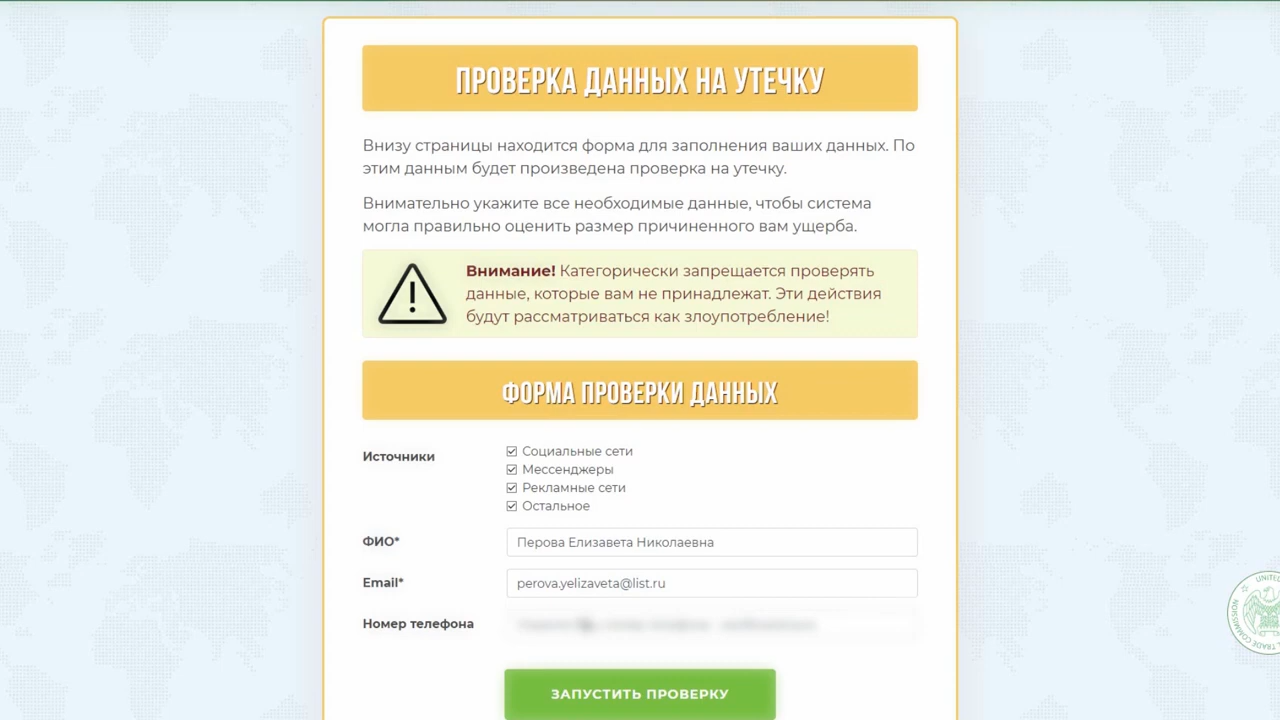 ПРОВЕРКА ДАННЫХ НА УТЕЧКУ
Внизу страницы находится форма для заполнения ваших данных. По
этим данным будет произведена проверка на утечку.
Внимательно укажите все необходимые данные, чтобы система
могла правильно оценить размер причиненного вам ущерба.
Внимание! Категорически запрещается проверять
данные, которые вам не принадлежат. Эти действия
будут рассматриваться как злоупотребление!
ФОРМА ПРОВЕРКИ ДАННЫХ
Источники
Социальные сети
Мессенджеры
Рекламные сети
Остальное
ФИО*
Перова Елизавета Николаевна
Email*
perova.yelizaveta@list.ru
Номер телефона
ЗАПУСТИТЬ ПРОВЕРКУ
UNITED
TRADE COMMISSION